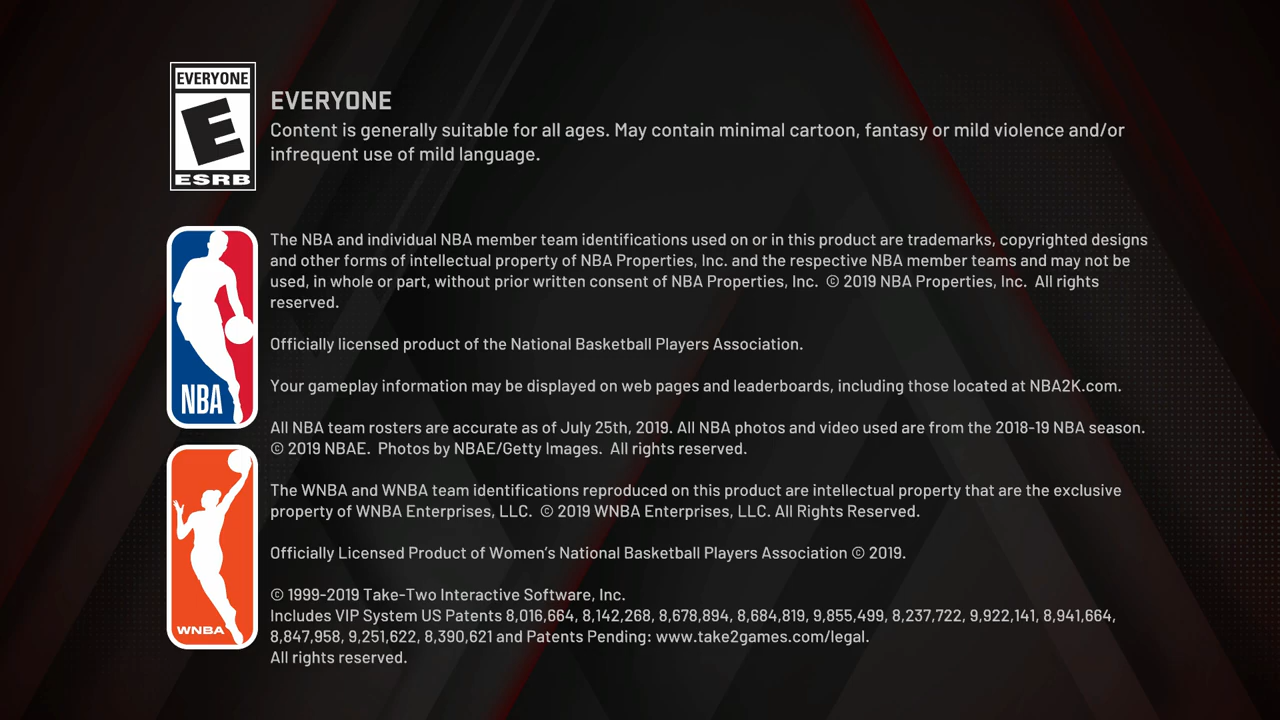 EVERYONE
E
ESRB
EVERYONE
Content is generally suitable for all ages. May contain minimal cartoon, fantasy or mild violence and/or
infrequent use of mild language.
NBA
The NBA and individual NBA member team identifications used on or in this product are trademarks, copyrighted designs
and other forms of intellectual property of NBA Properties, Inc. and the respective NBA member teams and may not be
used, in whole or part, without prior written consent of NBA Properties, Inc. © 2019 NBA Properties, Inc. All rights
reserved.
Officially licensed product of the National Basketball Players Association.
Your gameplay information may be displayed on web pages and leaderboards, including those located at NBA2K.com.
All NBA team rosters are accurate as of July 25th, 2019. All NBA photos and video used are from the 2018-19 NBA season.
© 2019 NBAE. Photos by NBAE/Getty Images. All rights reserved.
WNBA
The WNBA and WNBA team identifications reproduced on this product are intellectual property that are the exclusive
property of WNBA Enterprises, LLC. © 2019 WNBA Enterprises, LLC. All Rights Reserved.
Officially Licensed Product of Women's National Basketball Players Association © 2019.
© 1999-2019 Take-Two Interactive Software, Inc.
Includes VIP System US Patents 8,016,664, 8,142,268, 8,678,894, 8,684,819, 9,855,499, 8,237,722, 9,922,141, 8,941,664,
8,847,958, 9,251,622, 8,390,621 and Patents Pending: www.take2games.com/legal.
All rights reserved.